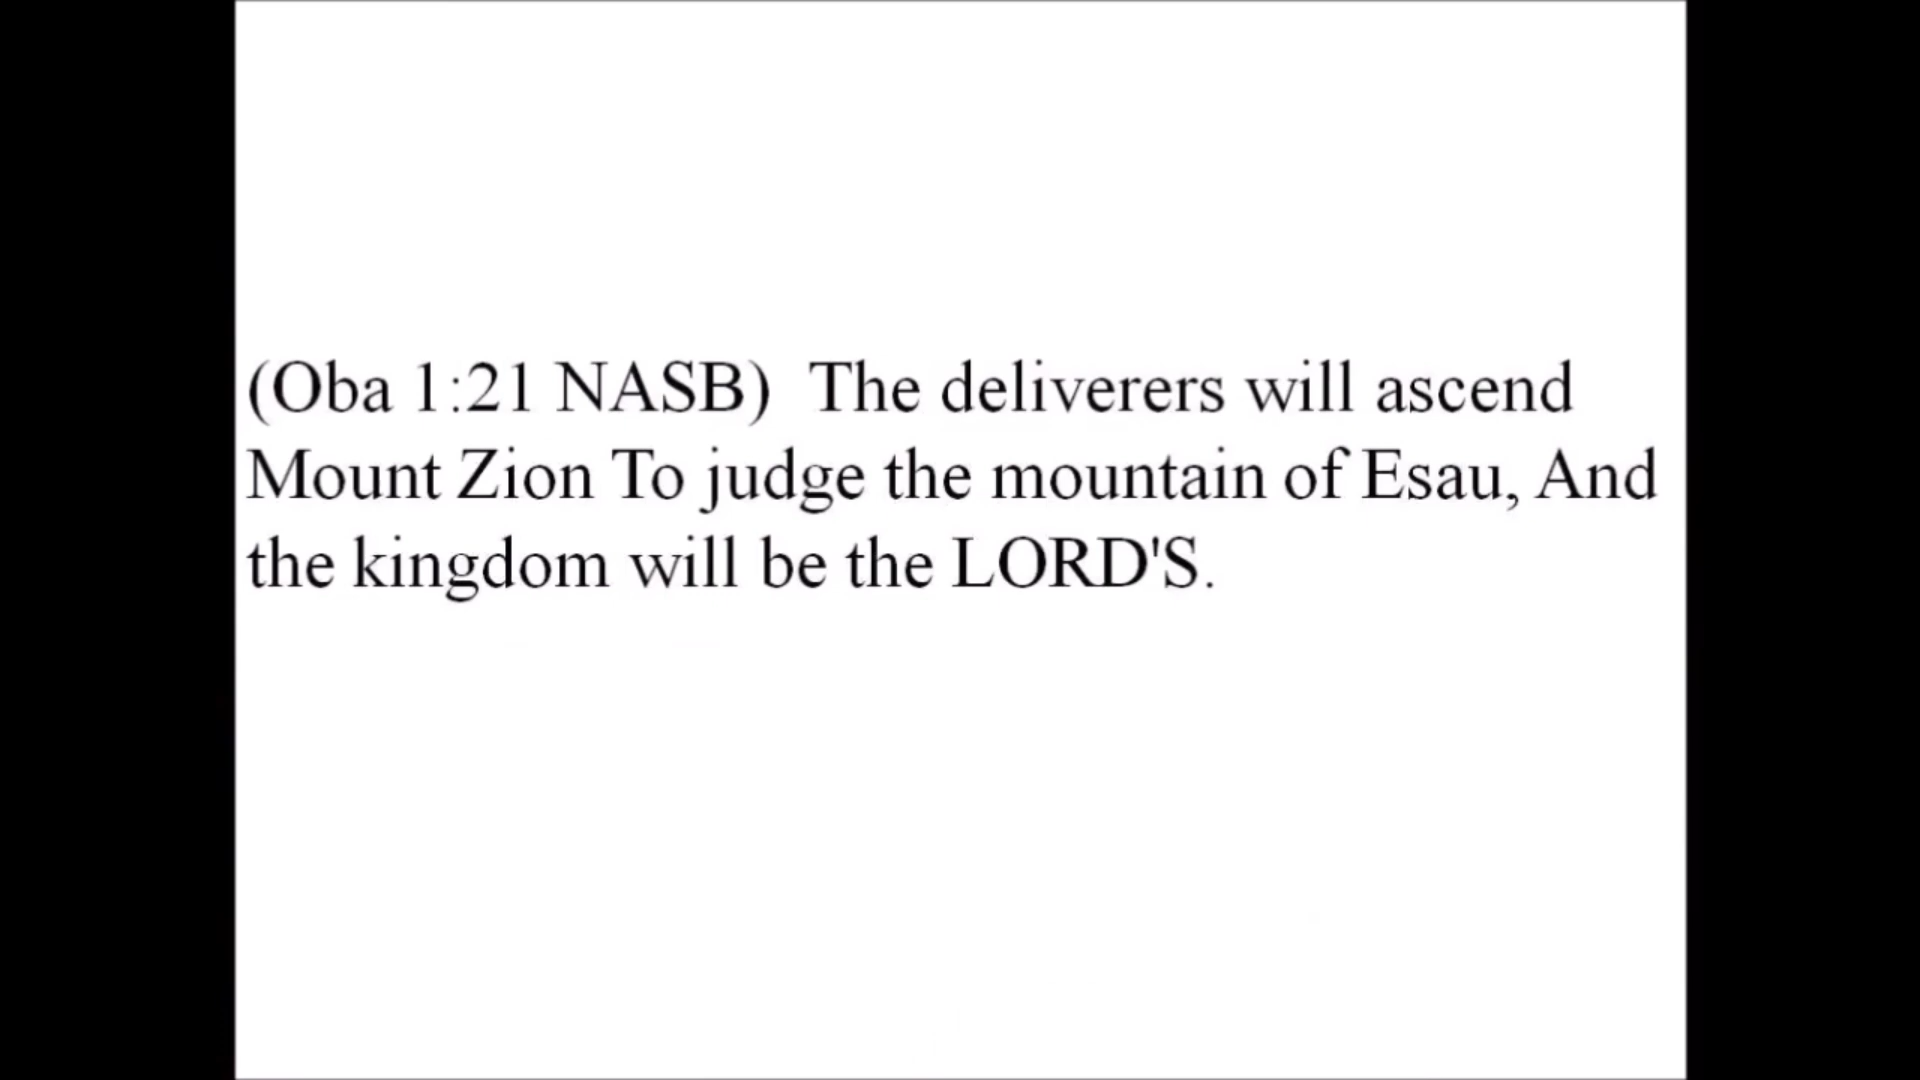 (Oba 1:21 NASB)  The deliverers will ascend
Mount Zion To judge the mountain of Esau, And
the kingdom will be the LORD'S.